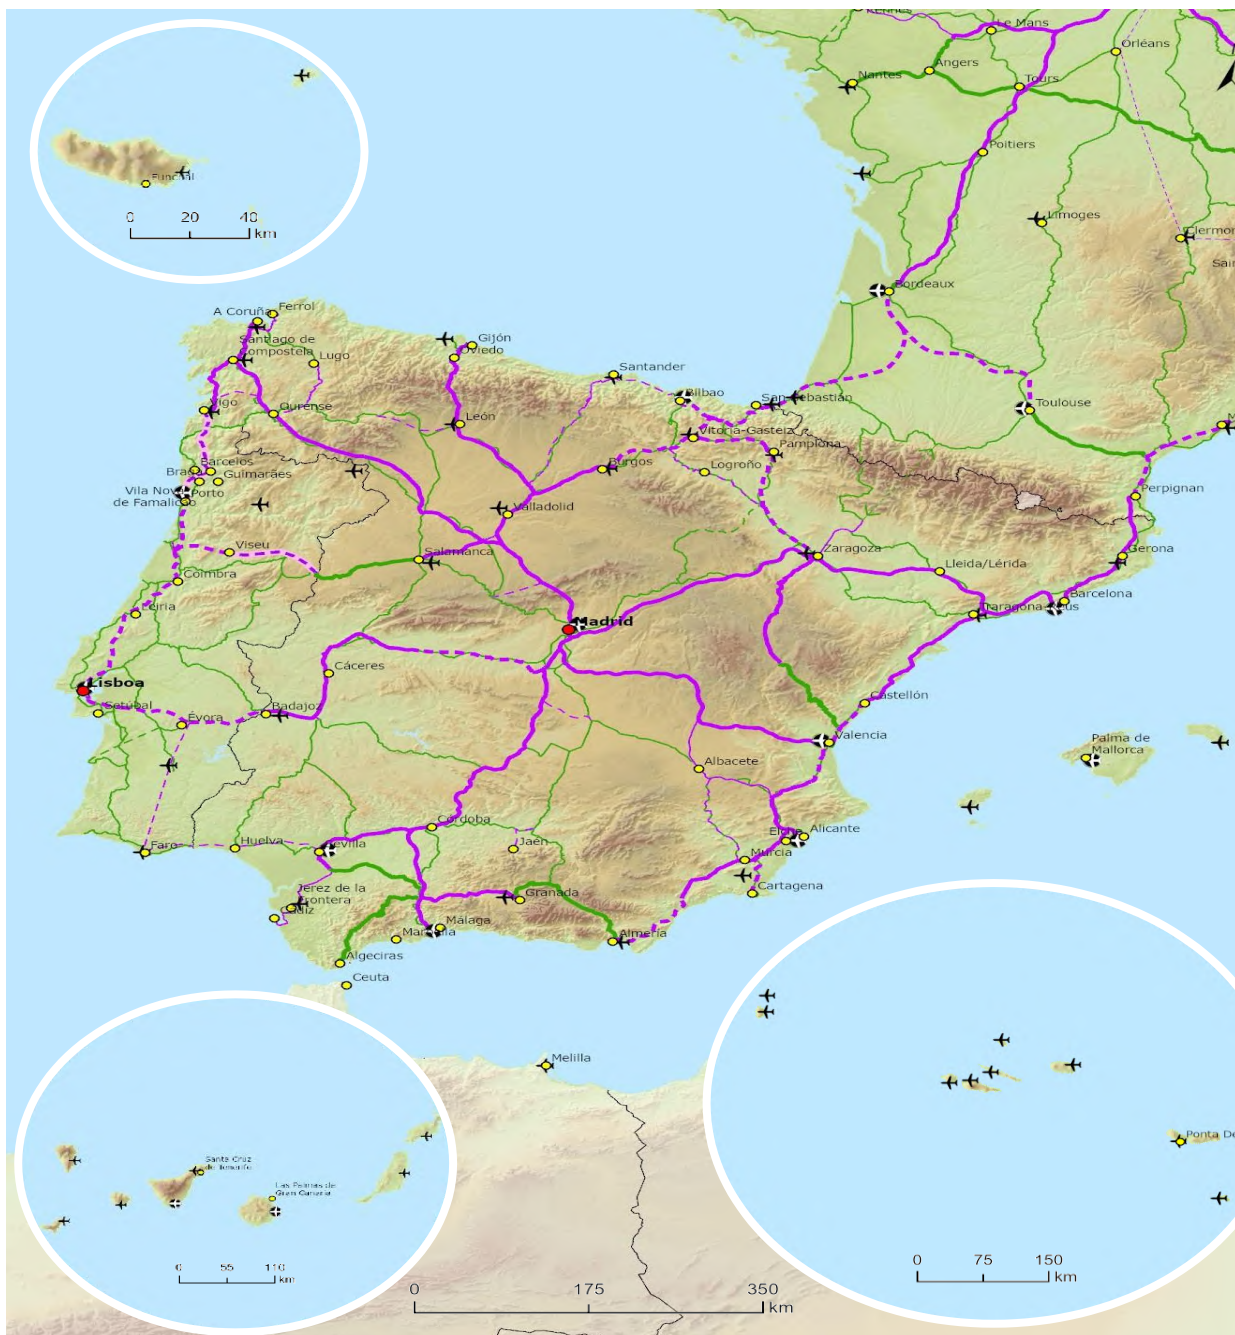 Le Mans
Orléans
Angers
Nantes
Tours
Poitiers
Funchal
0 20 40
km
Limoges
Clermon
Sain
Bordeaux
Ferrol
A Coruña
Santiago de
Compostela
Lugo
Gijón
Oviedo
Santander
Bilbao
San Sebastián
Toulouse
Vigo
Ourense
León
Vitoria-Gasteiz
Pamplona
M
Barcelos
Braga
Guimarães
Burgos
Logroño
Vila Nova
de Famalicão
Porto
Perpignan
Valladolid
Viseu
Salamanca
Zaragoza
Gerona
Coimbra
Lleida/Lérida
Leiria
Madrid
Barcelona
Cáceres
Lisboa
Setúbal
Évora
Badajoz
Castellón
Valencia
Palma de
Mallorca
Albacete
Córdoba
Elche
Alicante
Faro
Huelva
Sevilla
Jaén
Murcia
Jerez de la
Frontera
Cádiz
Granada
Cartagena
Málaga
Almería
Algeciras
Ceuta
Melilla
Santa Cruz
de Tenerife
Las Palmas de
Gran Canaria
Ponta De
0 55 110
km
0 75 150
km
0 175 350
km